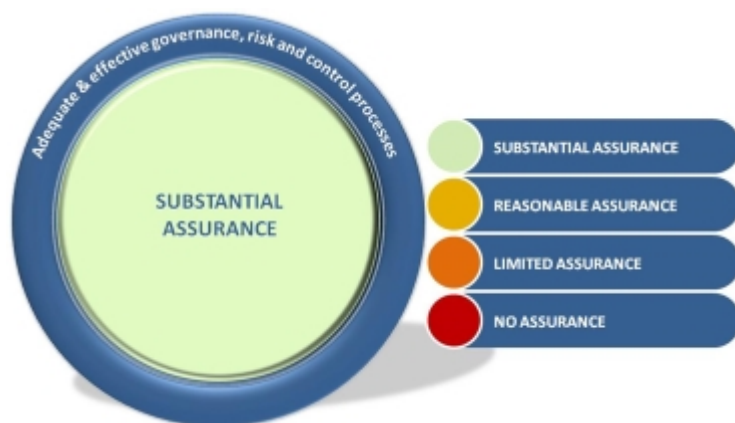 Adequate & effective governance, risk and control processes
SUBSTANTIAL
ASSURANCE
SUBSTANTIAL ASSURANCE
REASONABLE ASSURANCE
LIMITED ASSURANCE
NO ASSURANCE